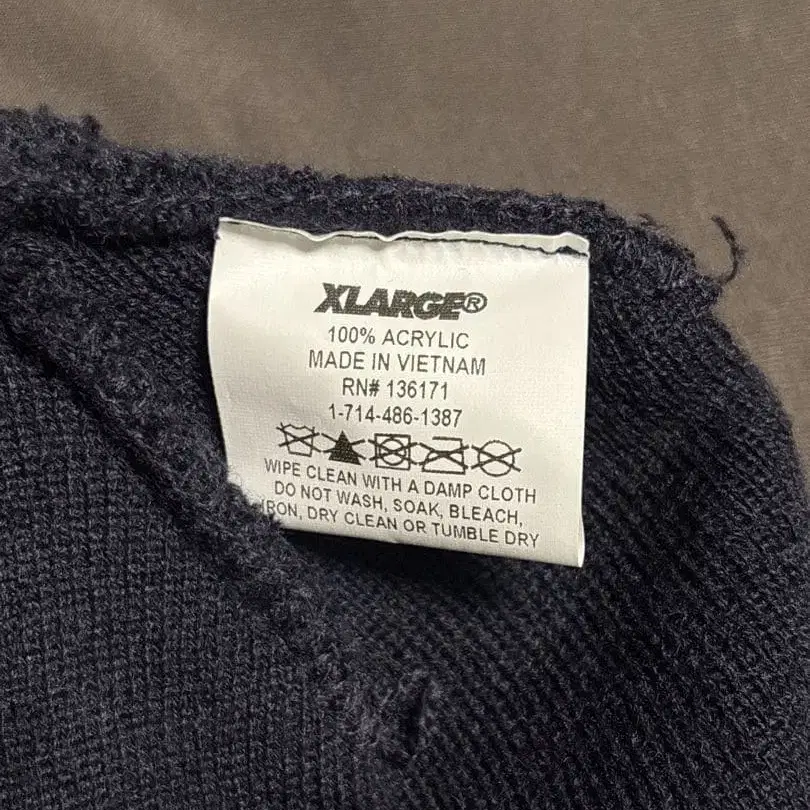 XLARGE®
100% ACRYLIC
MADE IN VIETNAM
RN# 136171
1-714-486-1387
WIPE CLEAN WITH A DAMP CLOTH
DO NOT WASH, SOAK, BLEACH,
IRON, DRY CLEAN OR TUMBLE DRY